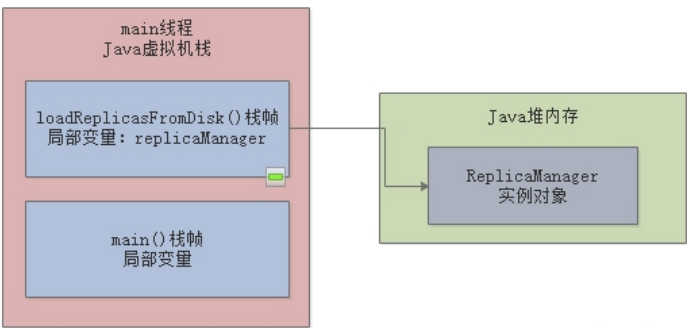 main线程
Java虚拟机栈
loadReplicasFromDisk()栈帧
局部变量：replicaManager
main()栈帧
局部变量
Java堆内存
ReplicaManager
实例对象